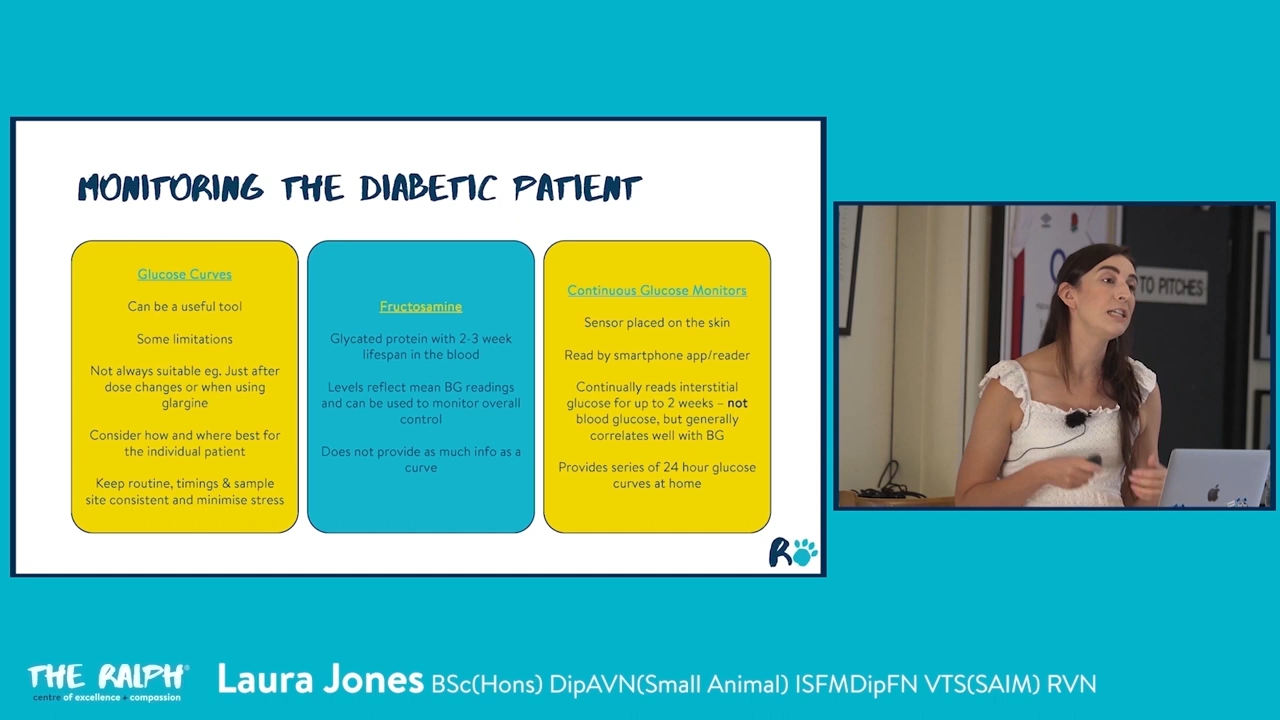 MONITORING THE DIABETIC PATIENT
Glucose Curves
Can be a useful tool
Some limitations
Not always suitable eg. Just after
dose changes or when using
glargine
Consider how and where best for
the individual patient
Keep routine, timings & sample
site consistent and minimise stress
Fructosamine
Glycated protein with 2-3 week
lifespan in the blood
Levels reflect mean BG readings
and can be used to monitor overall
control
Does not provide as much info as a
curve
Continuous Glucose Monitors
Sensor placed on the skin
Read by smartphone app/reader
Continually reads interstitial
glucose for up to 2 weeks – not
blood glucose, but generally
correlates well with BG
Provides series of 24 hour glucose
curves at home
R
TO PITCHES
THE RALPH®
centre of excellence + compassion
Laura Jones BSc(Hons) DipAVN(Small Animal) ISFMDipFN VTS(SAIM) RVN